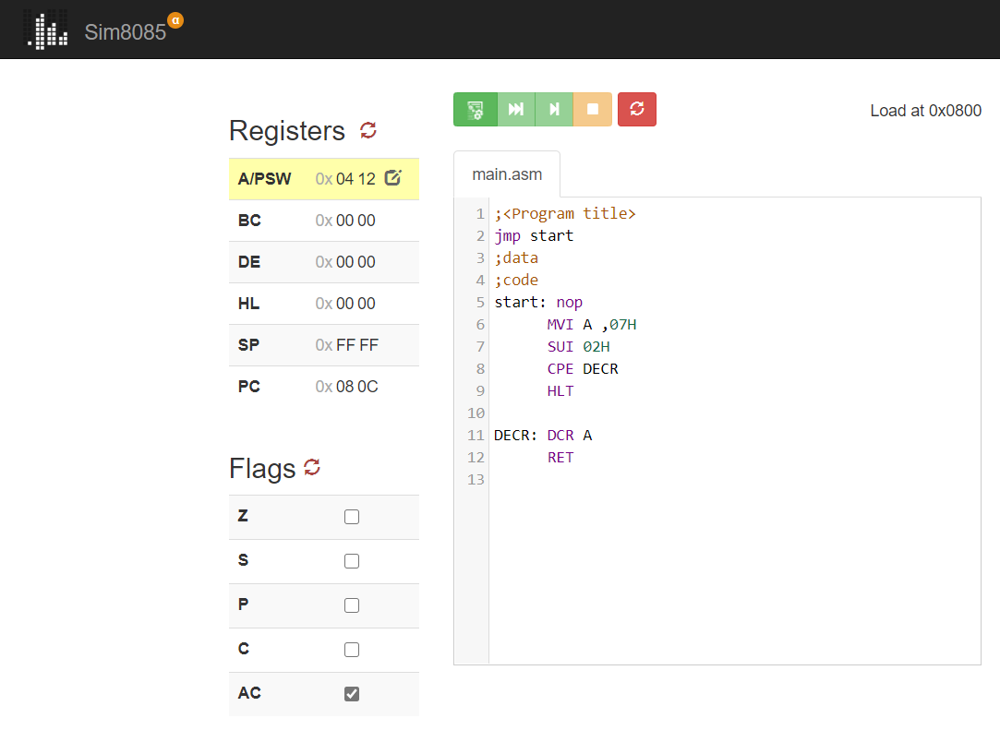 Sim8085 α
Load at 0x0800
Registers
A/PSW 0x 04 12
BC 0x 00 00
DE 0x 00 00
HL 0x 00 00
SP 0x FF FF
PC 0x 08 0C
Flags
Z
S
P
C
AC
main.asm
1 ;<Program title>
2 jmp start
3 ;data
4 ;code
5 start: nop
6 MVI A ,07H
7 SUI 02H
8 CPE DECR
9 HLT
10
11 DECR: DCR A
12 RET
13